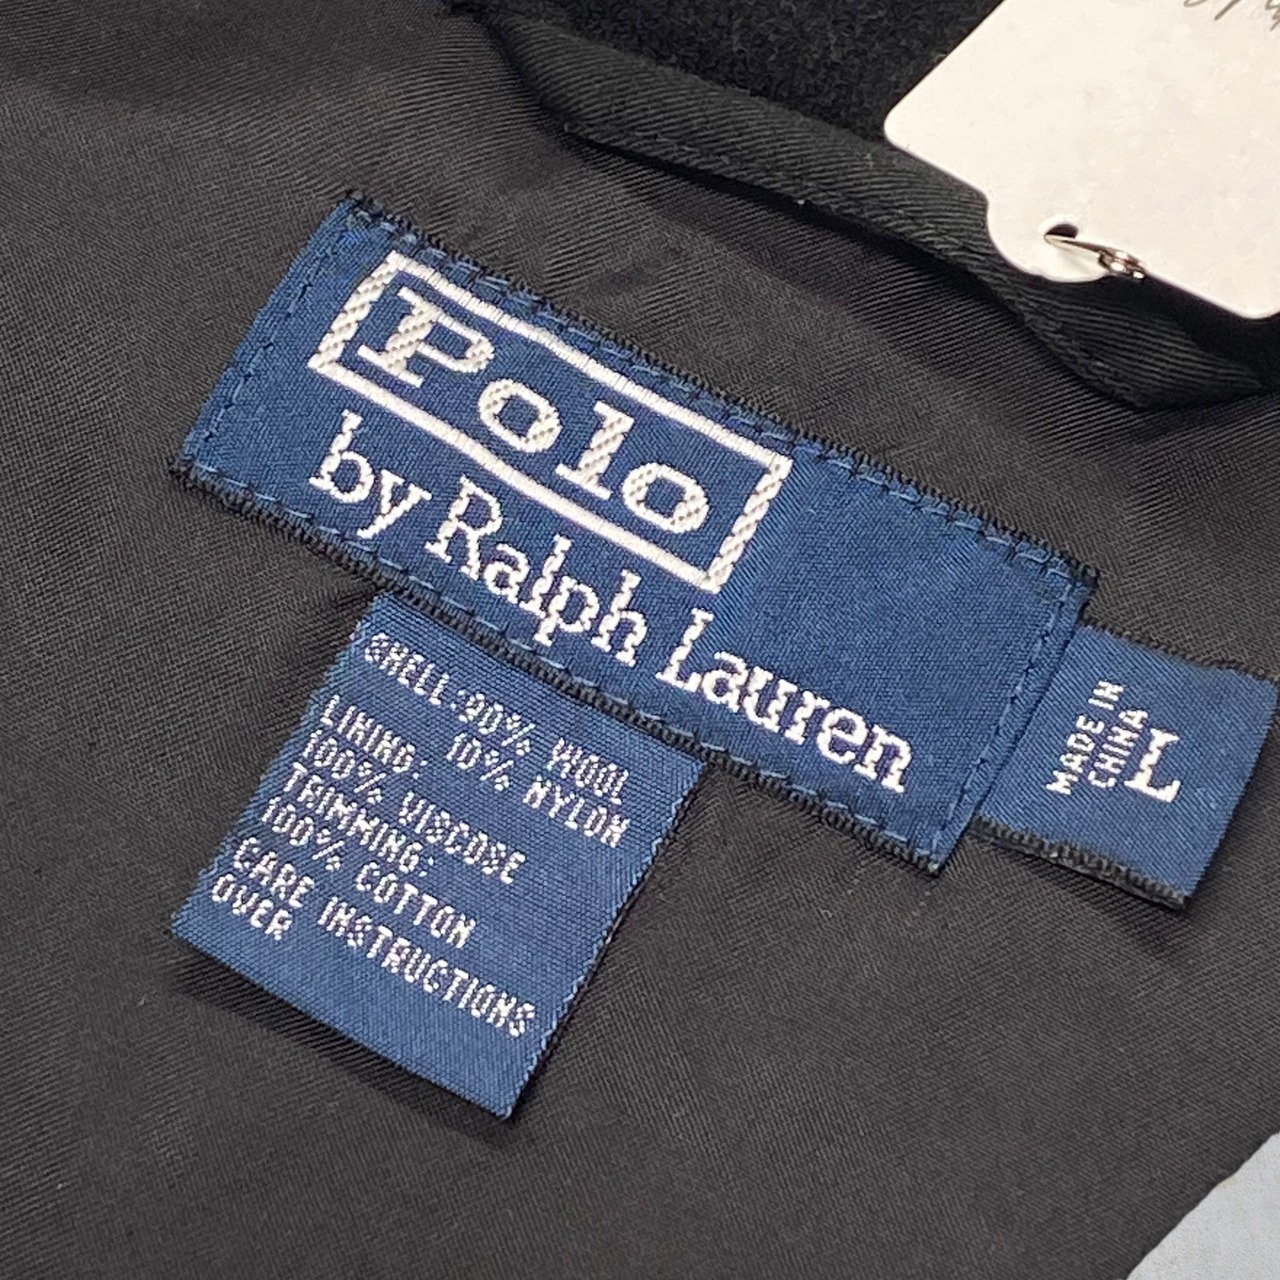 Polo
by Ralph Lauren
SHELL: 90% WOOL
10% NYLON
LINING:
100% VISCOSE
TRIMMING:
100% COTTON
CARE INSTRUCTIONS
OVER
MADE IN
CHINA
L